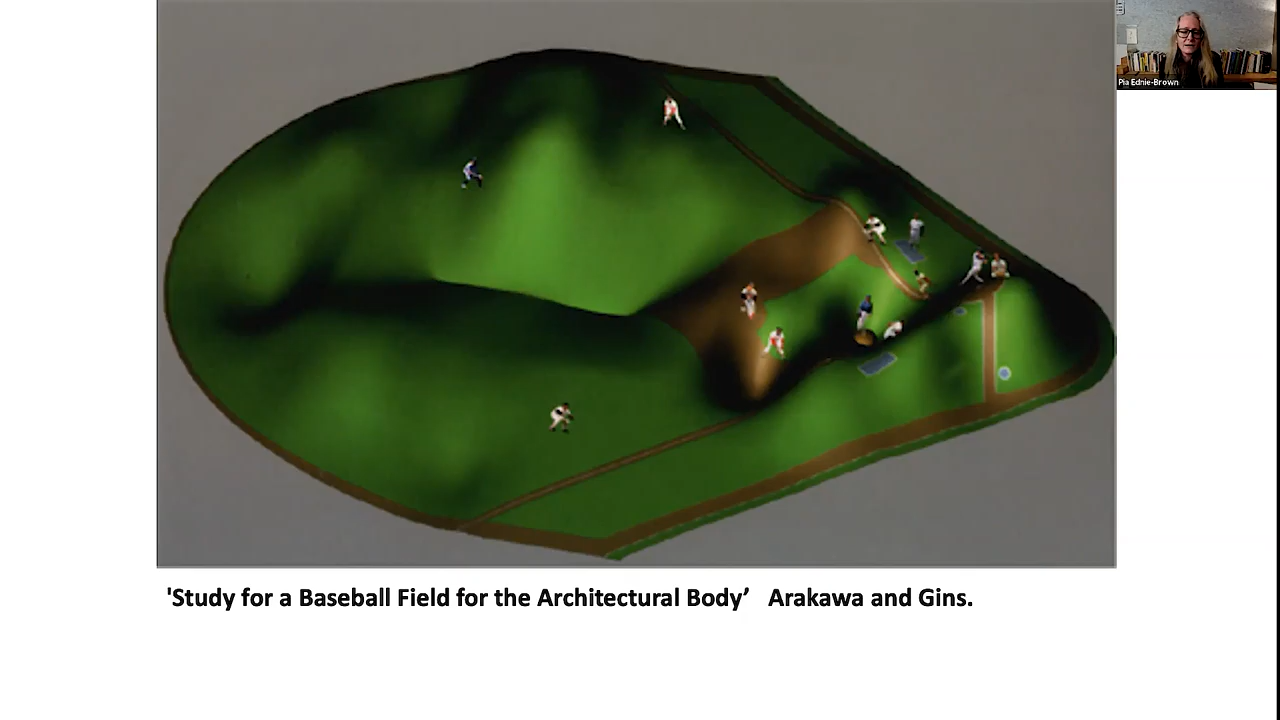 Pia Ednie-Brown
'Study for a Baseball Field for the Architectural Body’ Arakawa and Gins.